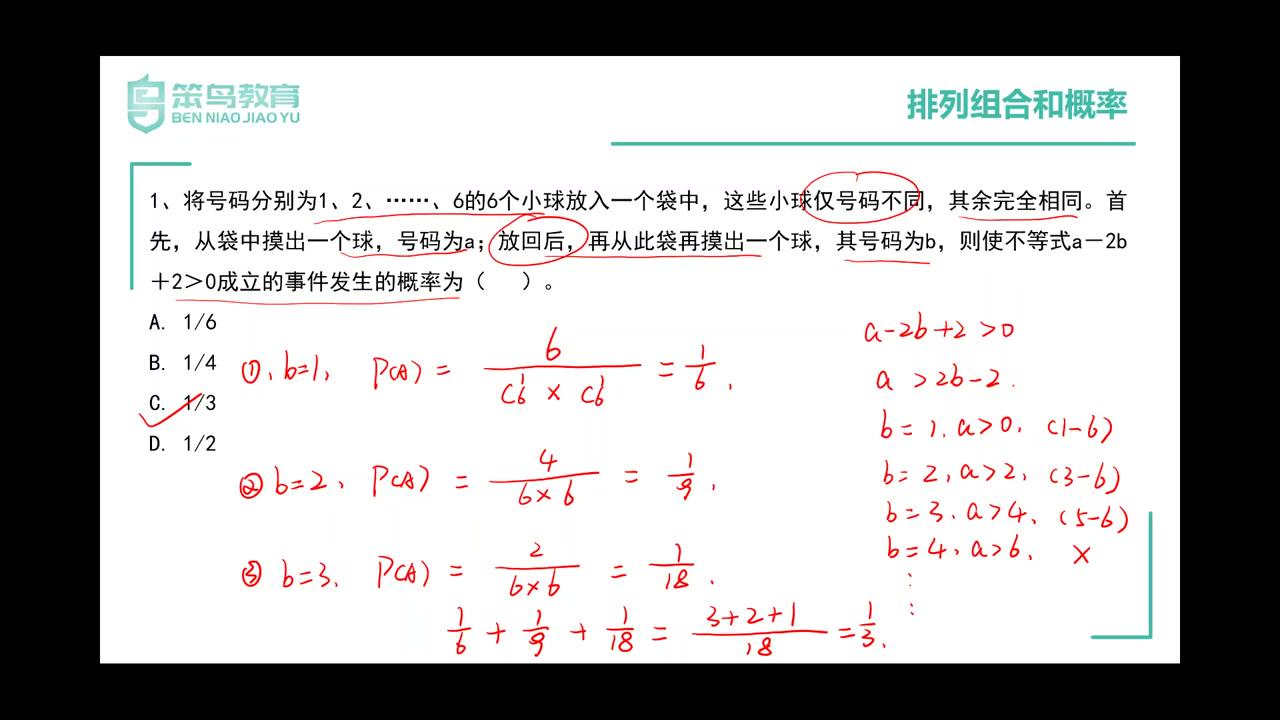 笨鸟教育
BEN NIAO JIAO YU
排列组合和概率
1、将号码分别为1、2、……、6的6个小球放入一个袋中，这些小球仅号码不同，其余完全相同。首
先，从袋中摸出一个球，号码为a；放回后，再从此袋再摸出一个球，其号码为b，则使不等式a－2b
＋2＞0成立的事件发生的概率为（　　）。
A. 1/6
B. 1/4
C. 1/3
D. 1/2
①、b=1, P(A) = 6 / (C₆¹ × C₆¹) = 1/6.
② b=2、P(A) = 4 / (6×6) = 1/9.
③ b=3. P(A) = 2 / (6×6) = 1/18.
1/6 + 1/9 + 1/18 = (3+2+1)/18 = 1/3.
a-2b+2 >0
a >2b-2.
b = 1. a>0. (1-6)
b = 2, a>2, (3-6)
b = 3. a>4. (5-6)
b = 4. a>6. ×
⋮